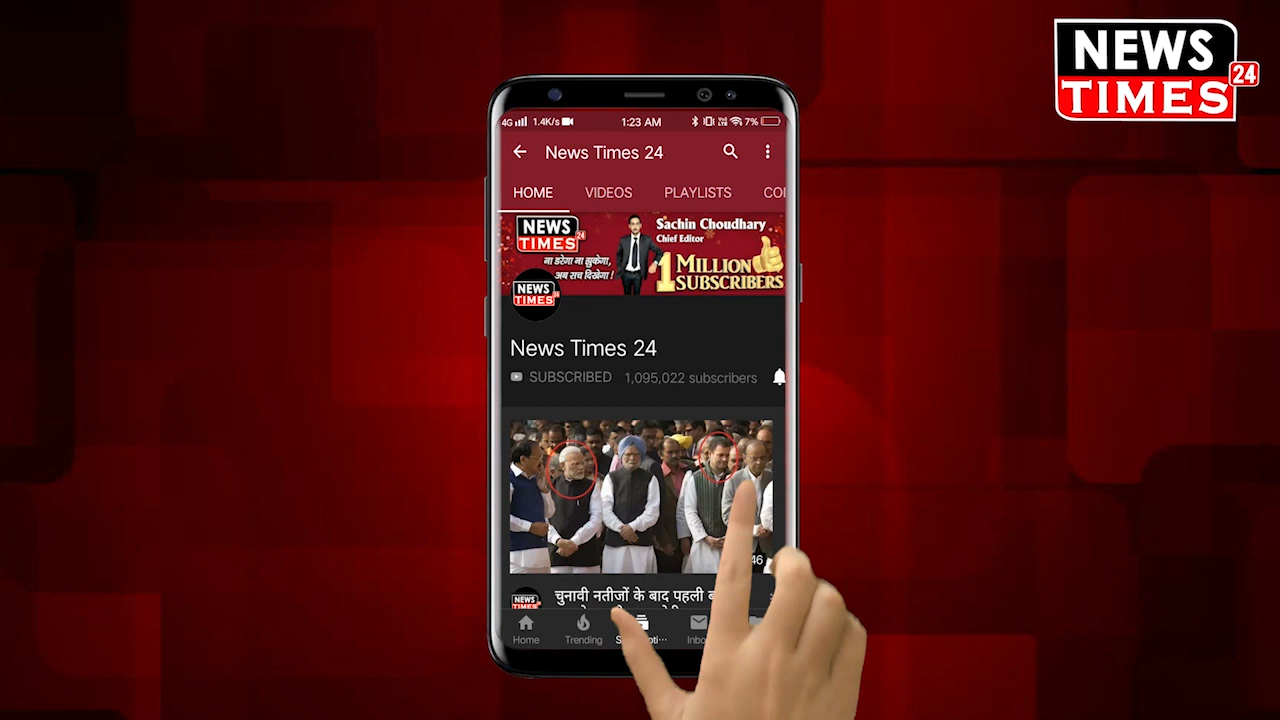 NEWS
TIMES 24
4G 1.4K/s 1:23 AM 7%
News Times 24
HOME VIDEOS PLAYLISTS
NEWS
TIMES 24
Sachin Choudhary
Chief Editor
ना डरेगा ना झुकेगा,
अब सच दिखेगा !
1 MILLION
SUBSCRIBERS
NEWS
TIMES
News Times 24
SUBSCRIBED 1,095,022 subscribers
46
NEWS
TIMES
चुनावी नतीजों के बाद पहली
Home Trending